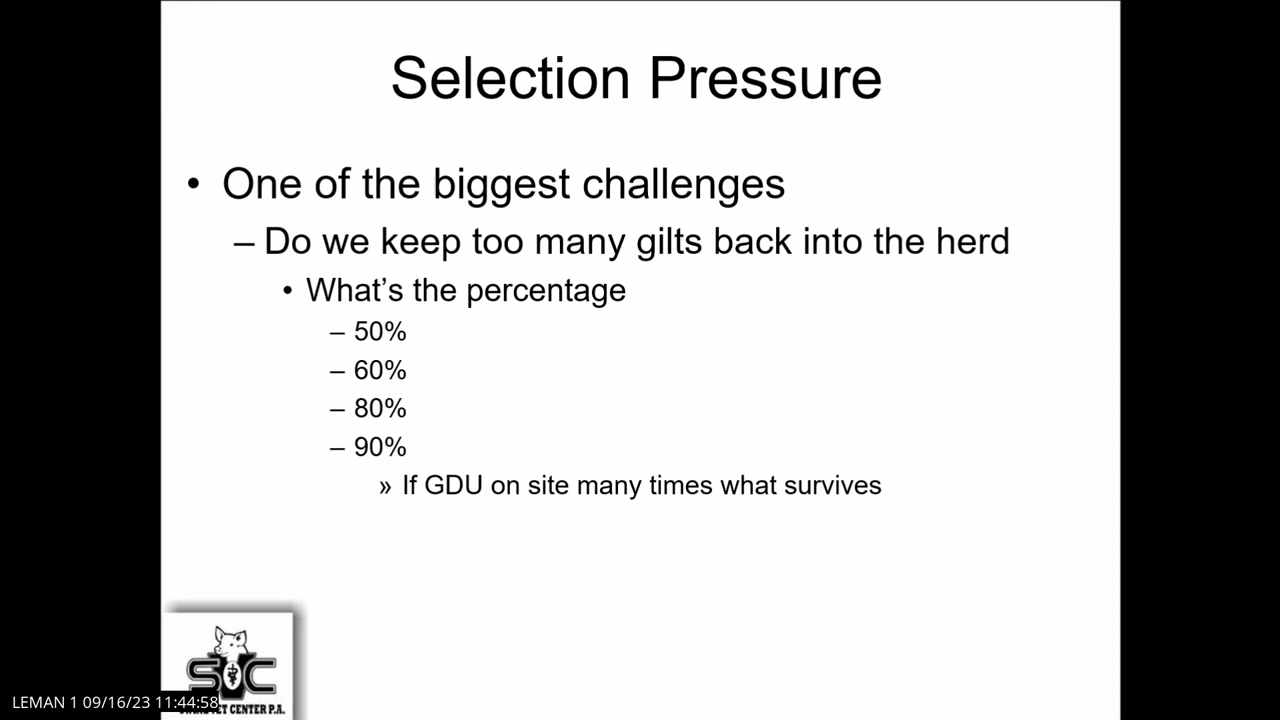 Selection Pressure
• One of the biggest challenges
– Do we keep too many gilts back into the herd
• What's the percentage
– 50%
– 60%
– 80%
– 90%
» If GDU on site many times what survives
SVC
VET CENTER P.A.
LEMAN 1 09/16/23 11:44:58